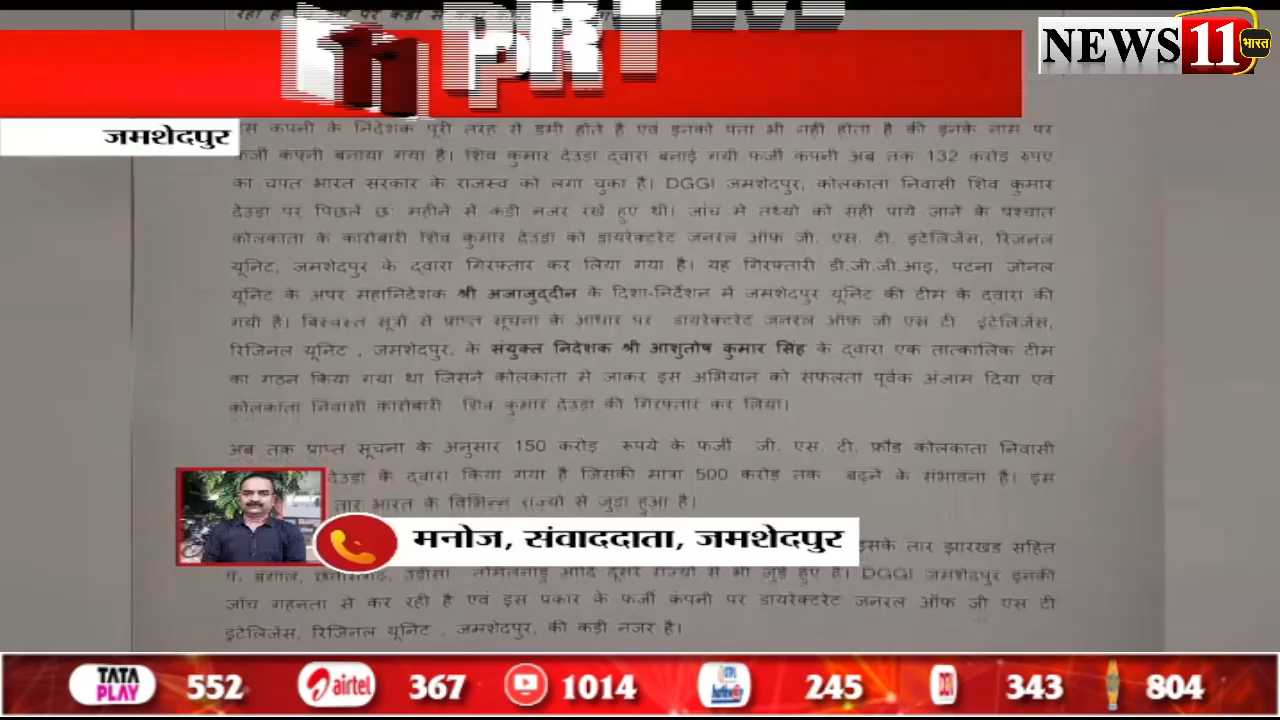 NEWS 11 भारत
जमशेदपुर
कंपनी के निदेशक पूरी तरह से डमी होते है एवं इनको पता भी नहीं होता है की इनके नाम पर
फर्जी कंपनी बनाया गया है। शिव कुमार देउडा द्वारा बनाई गयी फर्जी कंपनी अब तक 132 करोड रुपए
का चपत भारत सरकार के राजस्व को लगा चुका है। DGGI जमशेदपुर, कोलकाता निवासी शिव कुमार
देउडा पर पिछले छः महीने से कडी नजर रखे हुए थी। जांच मे तथ्यो को सही पाये जाने के पश्चात
कोलकाता के कारोबारी शिव कुमार देउडा को डायरेक्टरेट जनरल ऑफ जी. एस. टी. इंटेलिजेंस, रिजनल
यूनिट, जमशेदपुर के द्वारा गिरफ्तार कर लिया गया है। यह गिरफ्तारी डी.जी.जी.आइ, पटना जोनल
यूनिट के अपर महानिदेशक श्री अजाजुद्दीन के दिशा-निर्देशन में जमशेदपुर यूनिट की टीम के द्वारा की
गयी है। बिस्वस्त सूत्रो से प्राप्त सूचना के आधार पर डायरेक्टरेट जनरल ऑफ जी एस टी इंटेलिजेंस,
रिजिनल यूनिट , जमशेदपुर, के संयुक्त निदेशक श्री आशुतोष कुमार सिंह के द्वारा एक तात्कालिक टीम
का गठन किया गया था जिसने कोलकाता मे जाकर इस अभियान को सफलता पूर्वक अंजाम दिया एवं
कोलकाता निवासी कारोबारी शिव कुमार देउडा की गिरफ्तार कर लिया।
अब तक प्राप्त सूचना के अनुसार 150 करोड़ रूपये के फर्जी जी. एस. टी. फ्रौड कोलकाता निवासी
देउडा के द्वारा किया गया है जिसकी मात्रा 500 करोड तक बढ़ने के संभावना है। इस
तार भारत के विभिन्न राज्यो से जुडा हुआ है।
मनोज, संवाददाता, जमशेदपुर
इसके तार झारखंड सहित
प. बंगाल, छत्तीसगढ़, उड़ीसा तमिलनाडु आदि दूसरे राज्यो से भी जुड़े हुए है। DGGI जमशेदपुर इनकी
जाँच गहनता से कर रही है एवं इस प्रकार के फर्जी कंपनी पर डायरेक्टरेट जनरल ऑफ जी एस टी
इंटेलिजेंस, रिजिनल यूनिट , जमशेदपुर, की कड़ी नजर है।
TATA PLAY 552 airtel 367 1014 hathway 245 DEN 343 804